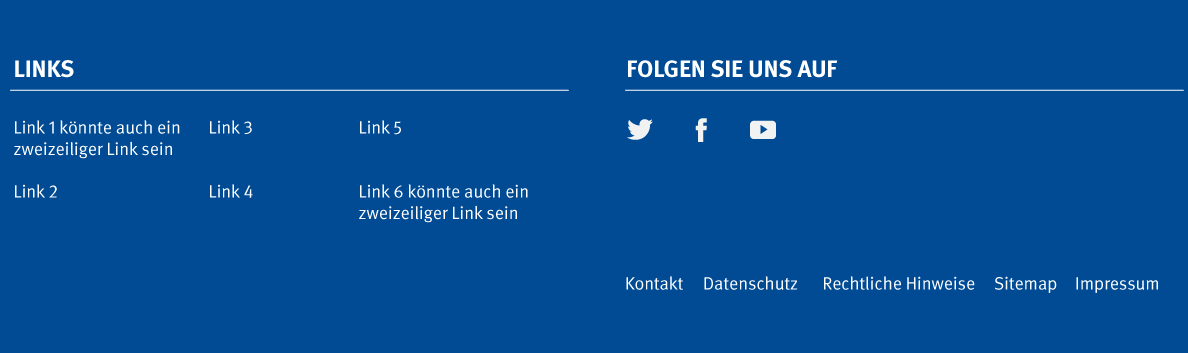 LINKS
Link 1 könnte auch ein
zweizeiliger Link sein
Link 2
Link 3
Link 4
Link 5
Link 6 könnte auch ein
zweizeiliger Link sein
FOLGEN SIE UNS AUF
Kontakt Datenschutz Rechtliche Hinweise Sitemap Impressum